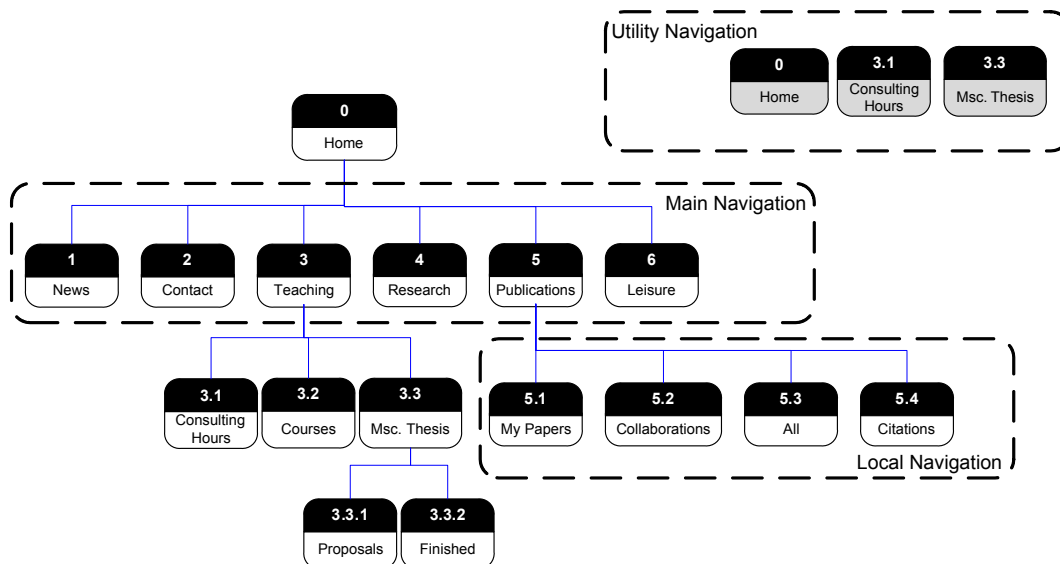 Utility Navigation
0
Home
3.1
Consulting
Hours
3.3
Msc. Thesis
0
Home
Main Navigation
1
News
2
Contact
3
Teaching
4
Research
5
Publications
6
Leisure
3.1
Consulting
Hours
3.2
Courses
3.3
Msc. Thesis
5.1
My Papers
5.2
Collaborations
5.3
All
5.4
Citations
Local Navigation
3.3.1
Proposals
3.3.2
Finished